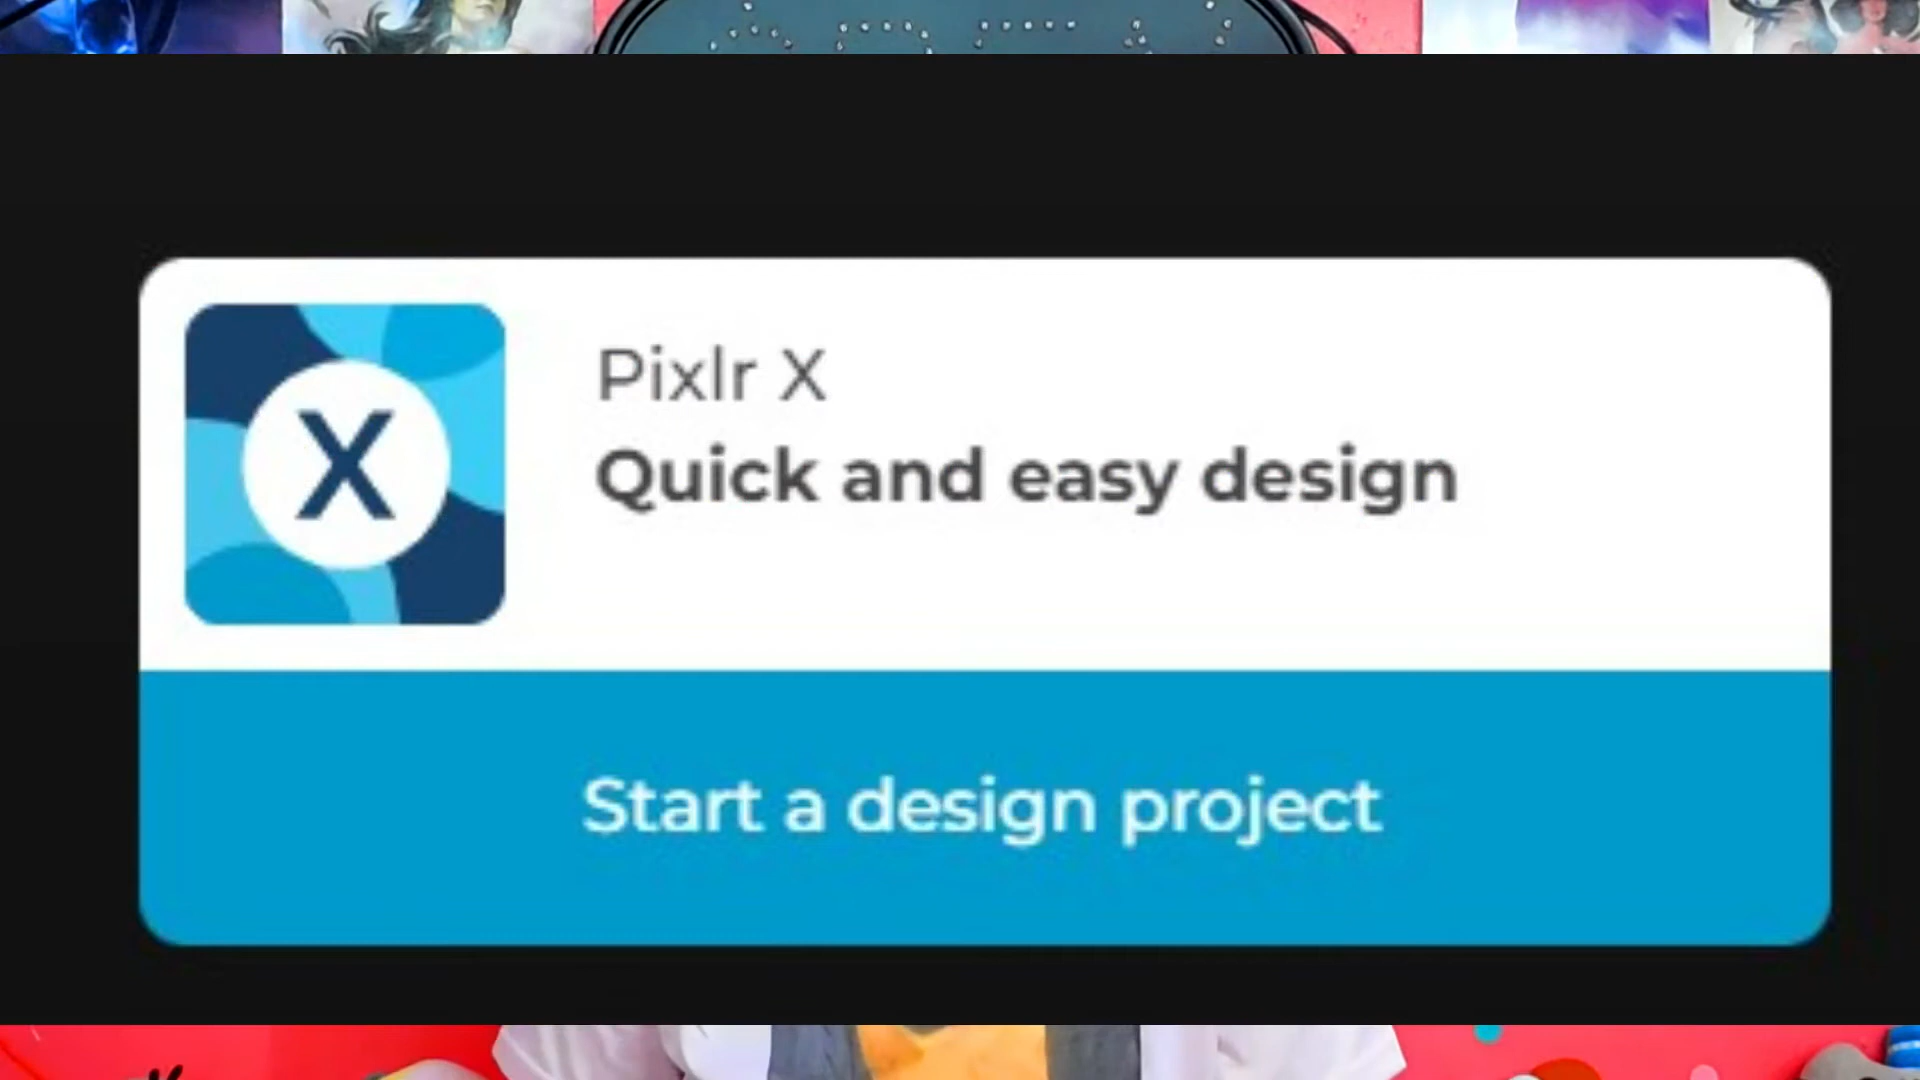 X
Pixlr X
Quick and easy design
Start a design project